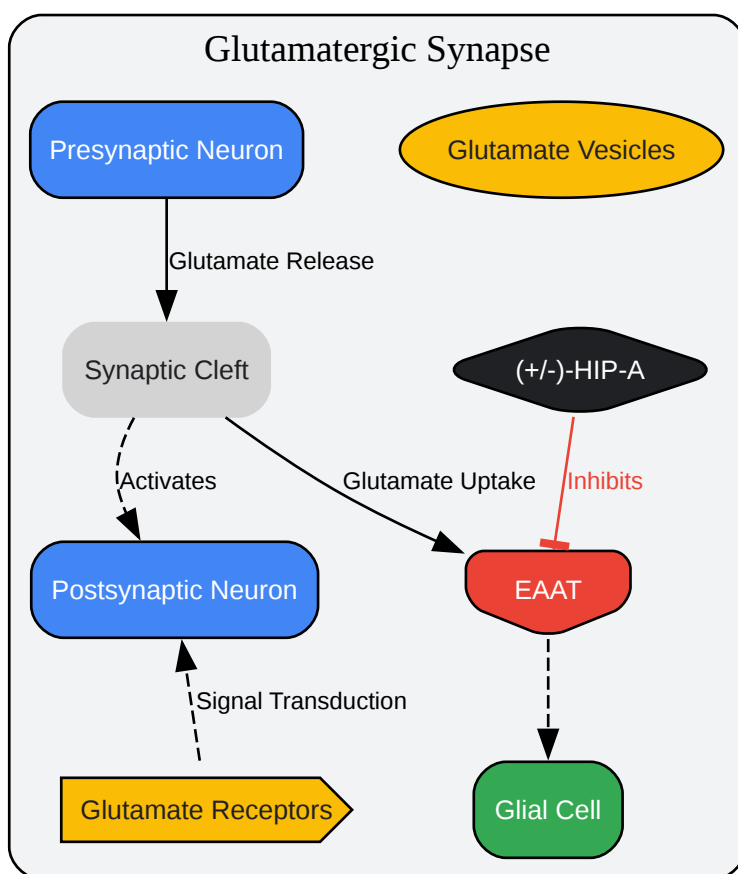 Glutamatergic Synapse
Presynaptic Neuron
Glutamate Vesicles
Glutamate Release
Synaptic Cleft
(+/-)-HIP-A
Activates
Glutamate Uptake
Inhibits
Postsynaptic Neuron
EAAT
Signal Transduction
Glutamate Receptors
Glial Cell